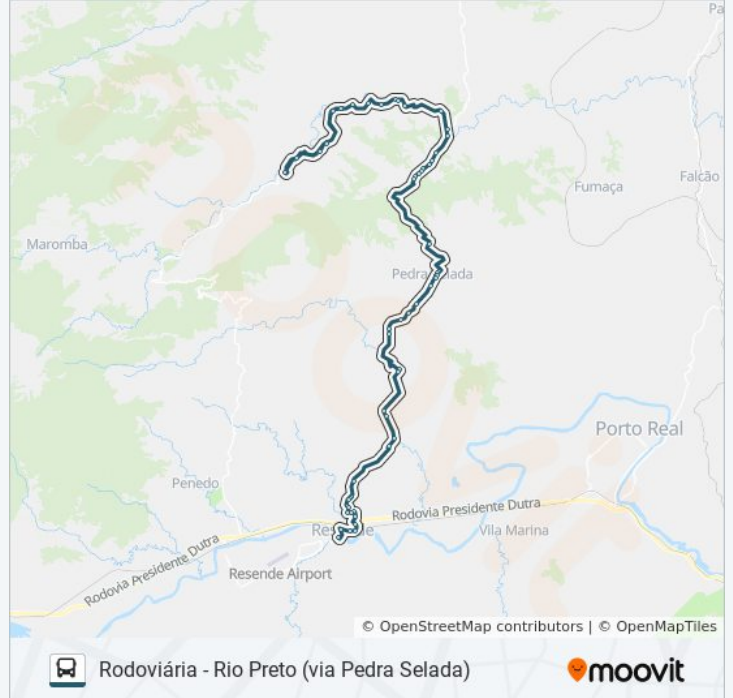 Pa
Falcão
Fumaça
Maromba
Pedra Selada
Porto Real
Penedo
Rodovia Presidente Dutra
Resende
Vila Marina
Rodovia Presidente Dutra
Resende Airport
© OpenStreetMap contributors | © OpenMapTiles
Rodoviária - Rio Preto (via Pedra Selada)
moovit